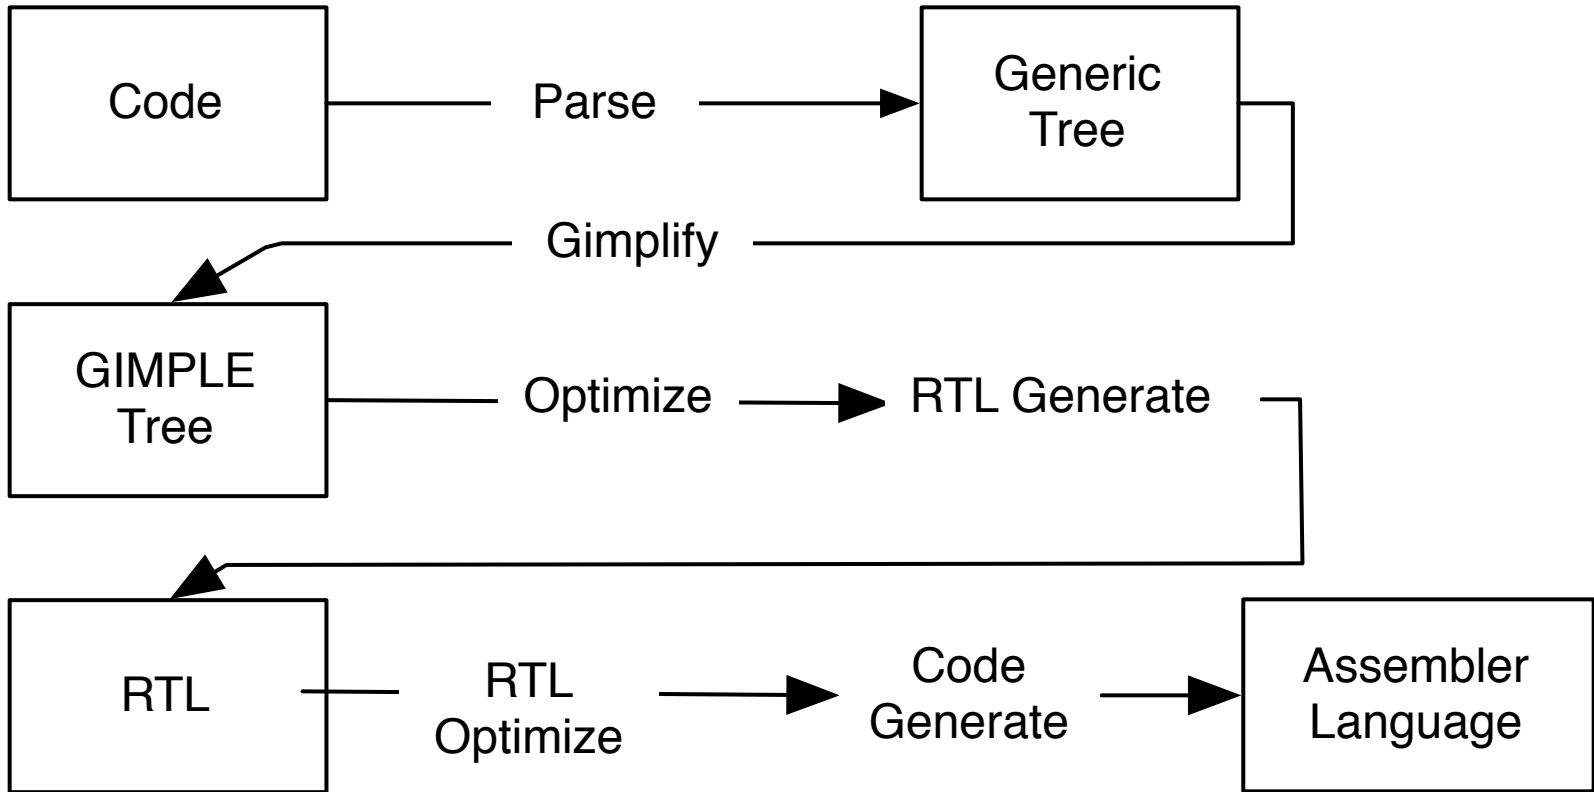 Code
Parse
Generic
Tree
Gimplify
GIMPLE
Tree
Optimize
RTL Generate
RTL
RTL
Optimize
Code
Generate
Assembler
Language